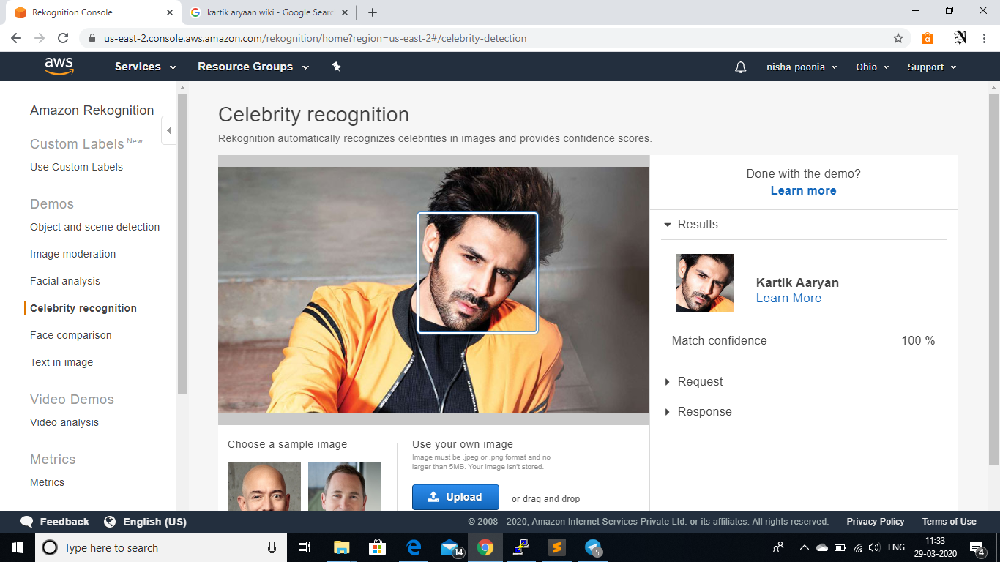 Rekognition Console
kartik aryaan wiki - Google Searc
us-east-2.console.aws.amazon.com/rekognition/home?region=us-east-2#/celebrity-detection
aws
Services
Resource Groups
nisha poonia
Ohio
Support
Amazon Rekognition
Custom Labels New
Use Custom Labels
Demos
Object and scene detection
Image moderation
Facial analysis
Celebrity recognition
Face comparison
Text in image
Video Demos
Video analysis
Metrics
Metrics
Celebrity recognition
Rekognition automatically recognizes celebrities in images and provides confidence scores.
Done with the demo?
Learn more
Results
Kartik Aaryan
Learn More
Match confidence 100 %
Request
Response
Choose a sample image
Use your own image
Image must be .jpeg or .png format and no
larger than 5MB. Your image isn't stored.
Upload
or drag and drop
Feedback
English (US)
© 2008 - 2020, Amazon Internet Services Private Ltd. or its affiliates. All rights reserved.
Privacy Policy
Terms of Use
Type here to search
14
5
ENG
11:33
29-03-2020
4